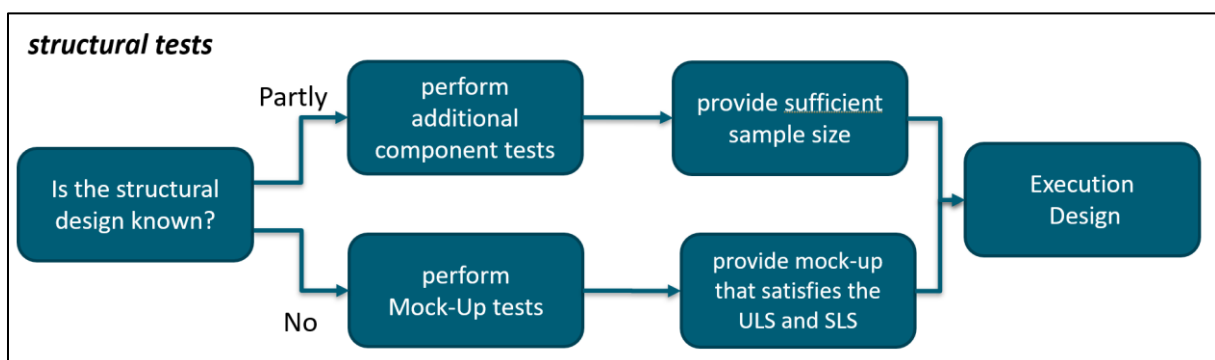 structural tests
Partly
perform
additional
component tests
provide sufficient
sample size
Is the structural
design known?
Execution
Design
No
perform
Mock-Up tests
provide mock-up
that satisfies the
ULS and SLS